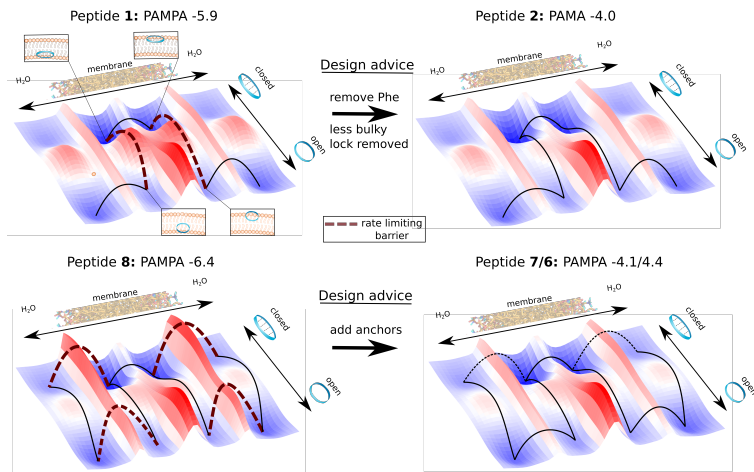 Peptide 1: PAMPA -5.9
Peptide 2: PAMA -4.0
H₂O
membrane
H₂O
closed
open
Design advice
remove Phe
less bulky
lock removed
H₂O
membrane
H₂O
closed
open
rate limiting
barrier
Peptide 8: PAMPA -6.4
Peptide 7/6: PAMPA -4.1/4.4
H₂O
membrane
H₂O
closed
open
Design advice
add anchors
H₂O
membrane
H₂O
closed
open